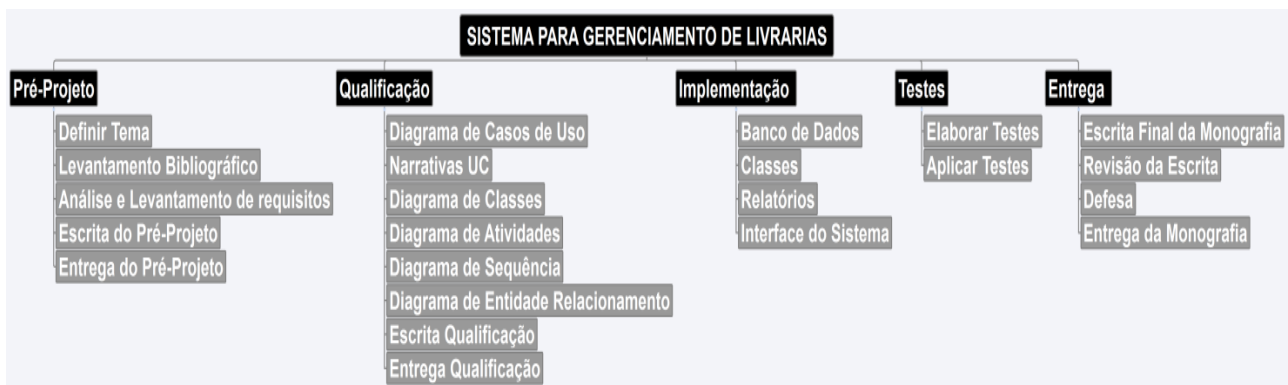 SISTEMA PARA GERENCIAMENTO DE LIVRARIAS
Pré-Projeto
Definir Tema
Levantamento Bibliográfico
Análise e Levantamento de requisitos
Escrita do Pré-Projeto
Entrega do Pré-Projeto
Qualificação
Diagrama de Casos de Uso
Narrativas UC
Diagrama de Classes
Diagrama de Atividades
Diagrama de Sequência
Diagrama de Entidade Relacionamento
Escrita Qualificação
Entrega Qualificação
Implementação
Banco de Dados
Classes
Relatórios
Interface do Sistema
Testes
Elaborar Testes
Aplicar Testes
Entrega
Escrita Final da Monografia
Revisão da Escrita
Defesa
Entrega da Monografia